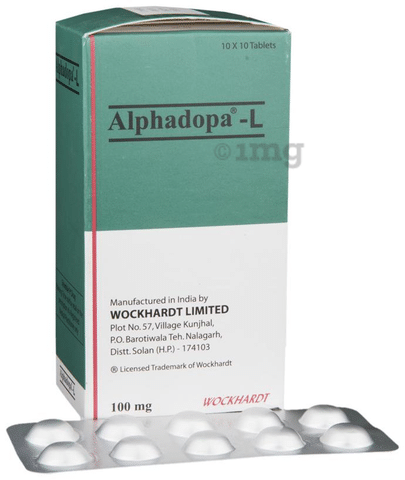 10 X 10 Tablets
Alphadopa®-L
1mg
Manufactured in India by
WOCKHARDT LIMITED
Plot No. 57, Village Kunjhal,
P.O. Barotiwala Teh. Nalagarh,
Distt. Solan (H.P.) - 174103
® Licensed Trademark of Wockhardt
100 mg
WOCKHARDT